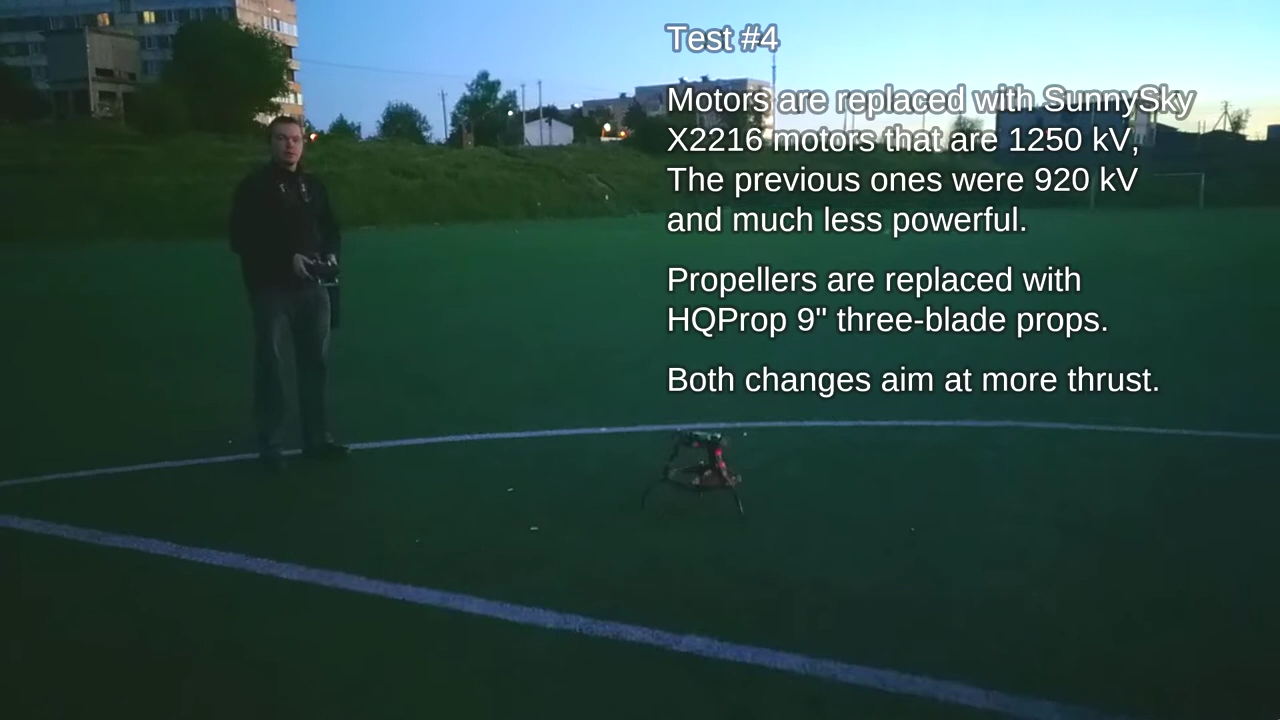 Test #4
Motors are replaced with SunnySky
X2216 motors that are 1250 kV,
The previous ones were 920 kV
and much less powerful.
Propellers are replaced with
HQProp 9" three-blade props.
Both changes aim at more thrust.